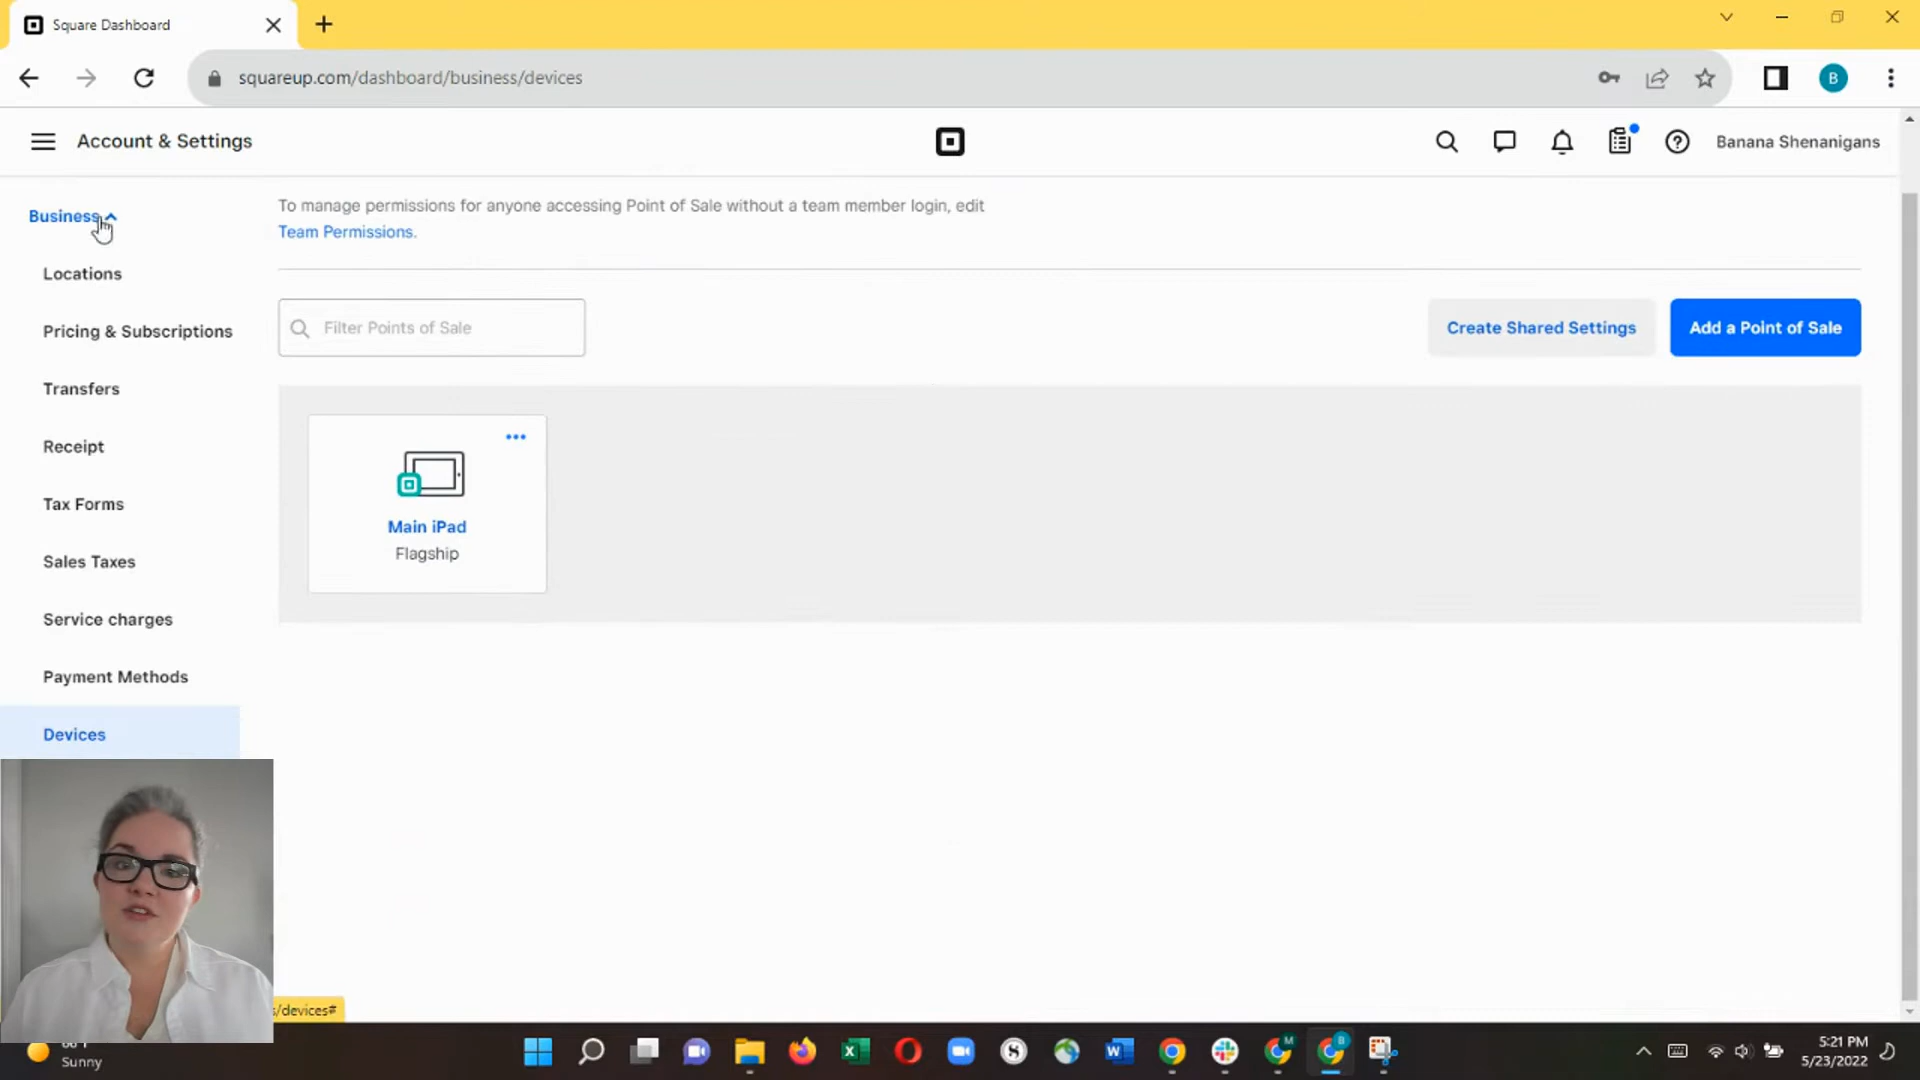 Square Dashboard
squareup.com/dashboard/business/devices
B
Account & Settings
Banana Shenanigans
Business
Locations
Pricing & Subscriptions
Transfers
Receipt
Tax Forms
Sales Taxes
Service charges
Payment Methods
Devices
To manage permissions for anyone accessing Point of Sale without a team member login, edit
Team Permissions.
Filter Points of Sale
Create Shared Settings
Add a Point of Sale
Main iPad
Flagship
/devices#
Sunny
5:21 PM
5/23/2022